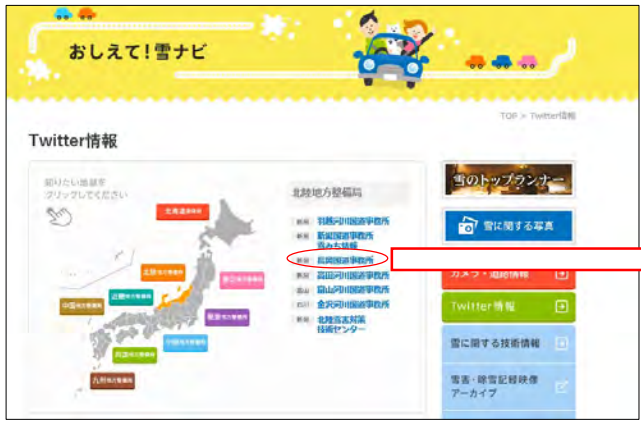 おしえて!雪ナビ
TOP > Twitter情報
Twitter情報
知りたい地域を
クリックしてください
北海道開発局
北陸地方整備局
東北地方整備局
近畿地方整備局
中国地方整備局
関東地方整備局
中部地方整備局
四国地方整備局
九州地方整備局
北陸地方整備局
新潟 羽越河川国道事務所
新潟 新潟国道事務所
雪みち情報
新潟 長岡国道事務所
新潟 高田河川国道事務所
富山 富山河川国道事務所
石川 金沢河川国道事務所
新潟 北陸雪害対策
技術センター
雪のトップランナー
雪に関する写真
カメラ・道路情報
Twitter情報
雪に関する技術情報
雪害・除雪記録映像
アーカイブ